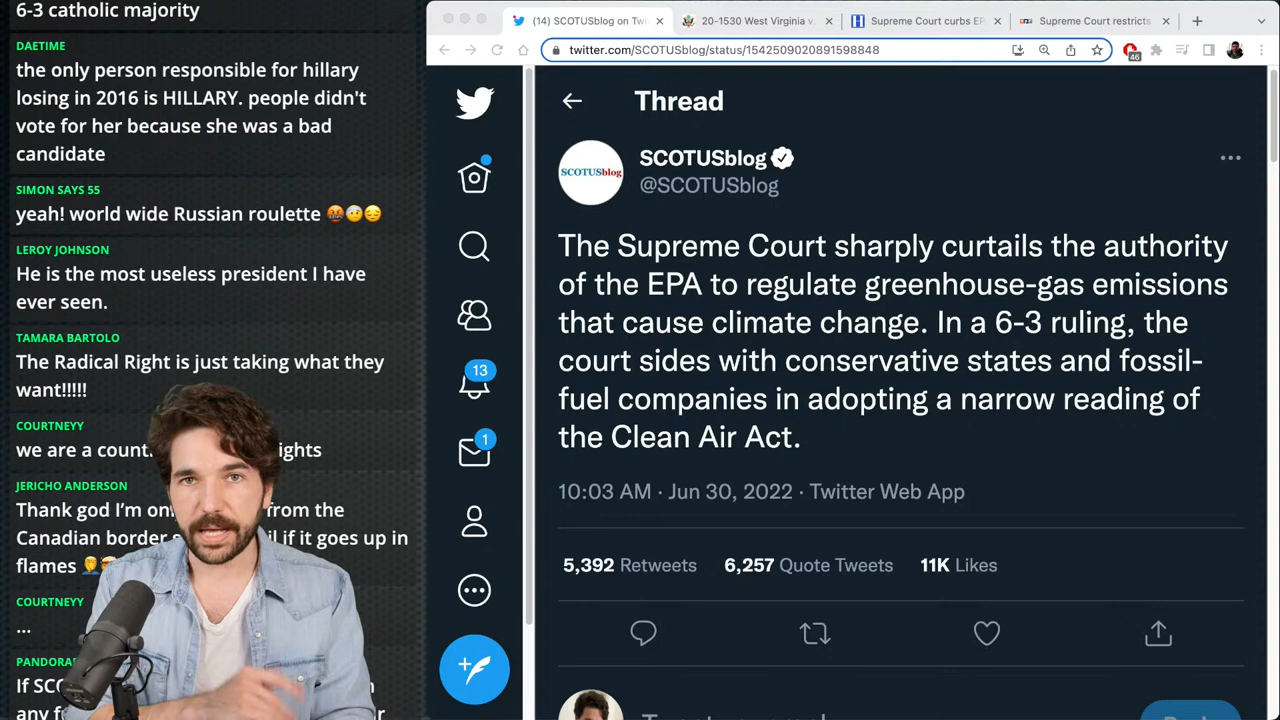 6-3 catholic majority
DAETIME
the only person responsible for hillary
losing in 2016 is HILLARY. people didn't
vote for her because she was a bad
candidate
SIMON SAYS 55
yeah! world wide Russian roulette 🤬🤕😔
LEROY JOHNSON
He is the most useless president I have
ever seen.
TAMARA BARTOLO
The Radical Right is just taking what they
want!!!!!
COURTNEYY
we are a count ights
JERICHO ANDERSON
Thank god I'm on from the
Canadian border s il if it goes up in
flames
COURTNEYY
...
PANDORA
If SC
any f
(14) SCOTUSblog on Tw
20-1530 West Virginia v.
Supreme Court curbs EP
Supreme Court restricts
twitter.com/SCOTUSblog/status/1542509020891598848
46
Thread
SCOTUSblog
SCOTUSblog
@SCOTUSblog
The Supreme Court sharply curtails the authority
of the EPA to regulate greenhouse-gas emissions
that cause climate change. In a 6-3 ruling, the
court sides with conservative states and fossil-
fuel companies in adopting a narrow reading of
the Clean Air Act.
10:03 AM · Jun 30, 2022 · Twitter Web App
5,392 Retweets 6,257 Quote Tweets 11K Likes
13
1